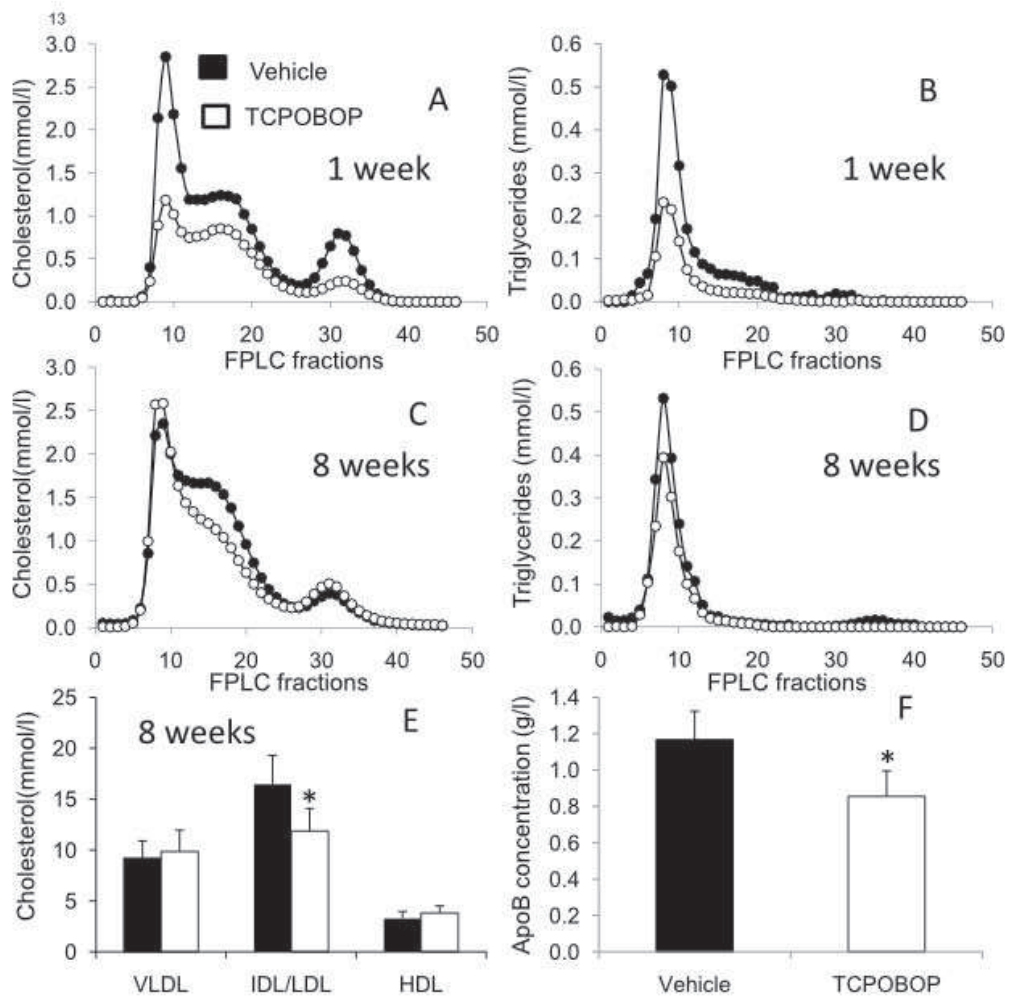 13
Cholesterol(mmol/l)
3.0
2.5
2.0
1.5
1.0
0.5
0.0
Vehicle
TCPOBOP
A
1 week
0 10 20 30 40 50
FPLC fractions
Triglycerides (mmol/l)
0.6
0.5
0.4
0.3
0.2
0.1
0.0
B
1 week
0 10 20 30 40 50
FPLC fractions
Cholesterol(mmol/l)
3.0
2.5
2.0
1.5
1.0
0.5
0.0
C
8 weeks
0 10 20 30 40 50
FPLC fractions
Triglycerides (mmol/l)
0.6
0.5
0.4
0.3
0.2
0.1
0.0
D
8 weeks
0 10 20 30 40 50
FPLC fractions
Cholesterol(mmol/l)
25
20
15
10
5
0
8 weeks
E
*
VLDL IDL/LDL HDL
ApoB concentration (g/l)
1.4
1.2
1.0
0.8
0.6
0.4
0.2
0.0
F
*
Vehicle TCPOBOP